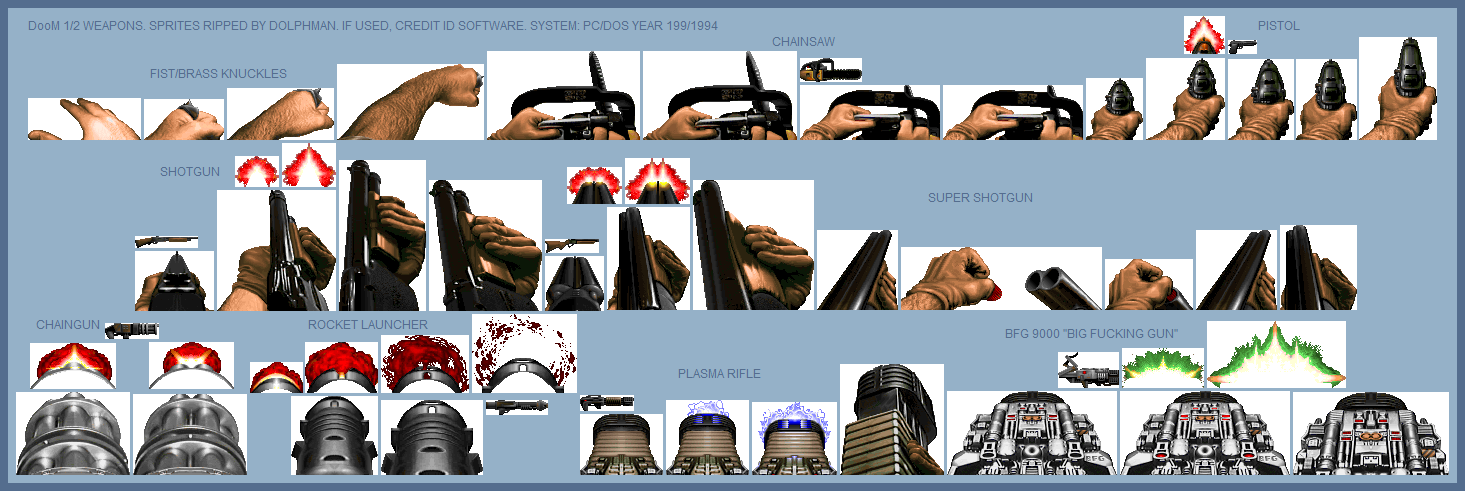 DooM 1/2 WEAPONS. SPRITES RIPPED BY DOLPHMAN. IF USED, CREDIT ID SOFTWARE. SYSTEM: PC/DOS YEAR 199/1994
PISTOL
CHAINSAW
FIST/BRASS KNUCKLES
SHOTGUN
SUPER SHOTGUN
CHAINGUN
ROCKET LAUNCHER
BFG 9000 "BIG FUCKING GUN"
PLASMA RIFLE
BFG
BFG